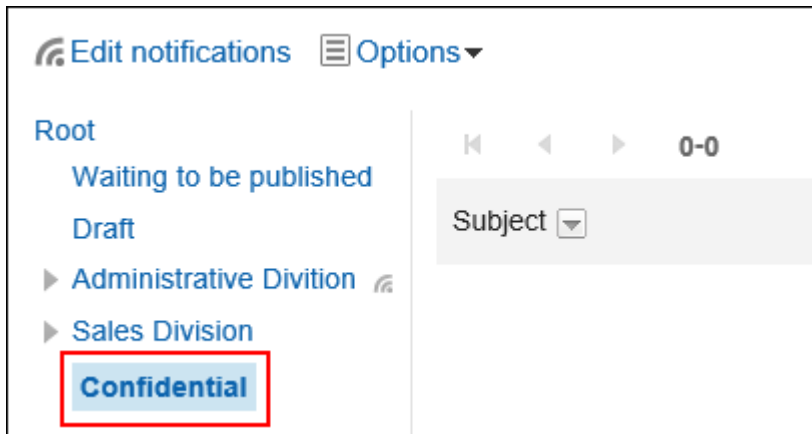 Edit notifications Options
Root
Waiting to be published
Draft
Administrative Divition
Sales Division
Confidential
0-0
Subject